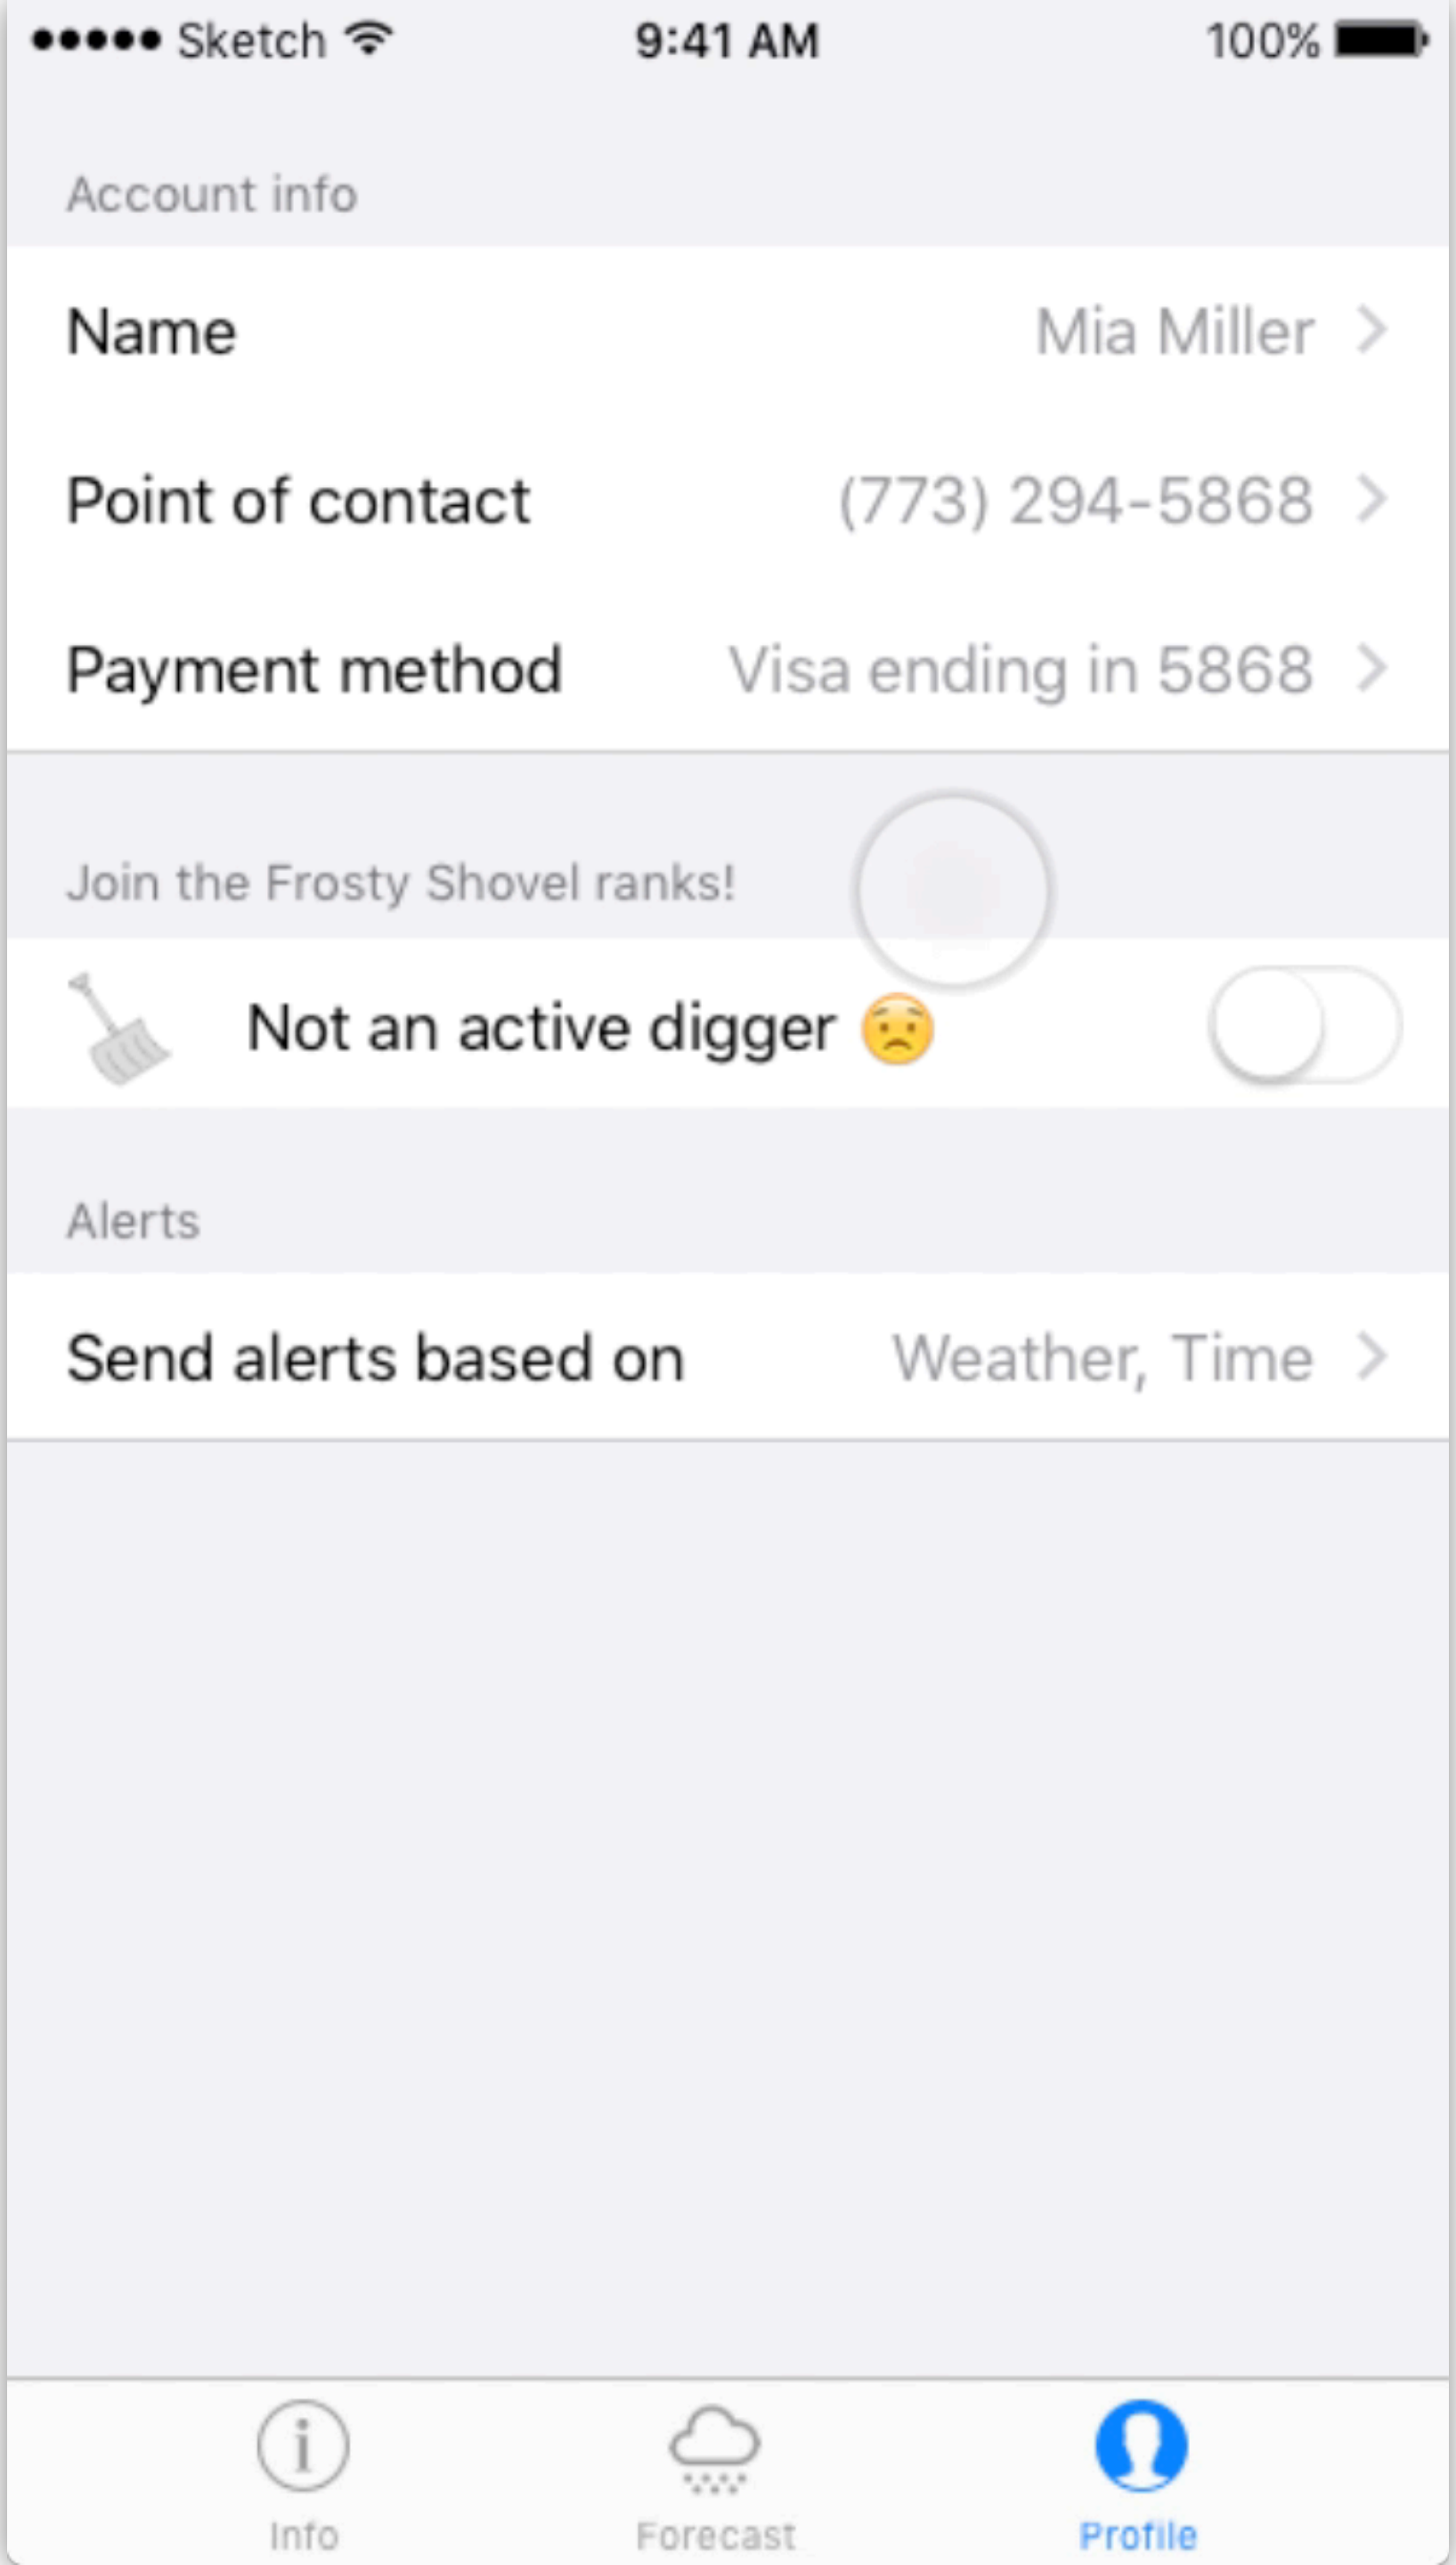 Sketch 9:41 AM 100%
Account info
Name Mia Miller
Point of contact (773) 294-5868
Payment method Visa ending in 5868
Join the Frosty Shovel ranks!
Not an active digger 😟
Alerts
Send alerts based on Weather, Time
Info Forecast Profile